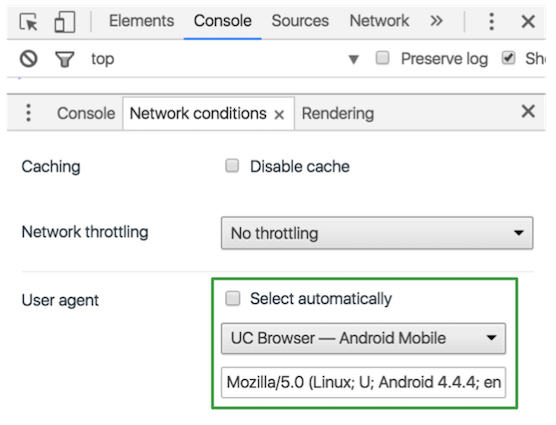 Elements Console Sources Network »
top Preserve log Sho
Console Network conditions × Rendering
Caching Disable cache
Network throttling No throttling
User agent Select automatically
UC Browser — Android Mobile
Mozilla/5.0 (Linux; U; Android 4.4.4; en